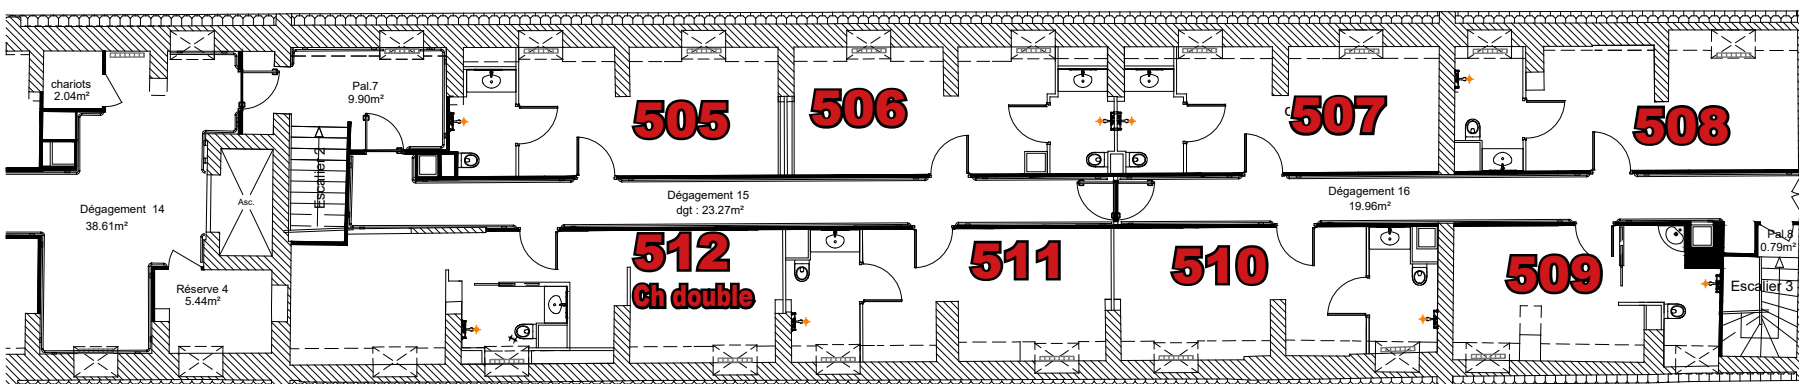 chariots
2.04m²
Pal.7
9.90m²
505
506
507
508
Escalier 2
Asc.
Dégagement 14
38.61m²
Dégagement 15
dgt : 23.27m²
Dégagement 16
19.96m²
Réserve 4
5.44m²
512
Ch double
511
510
509
Pal.8
0.79m²
Escalier 3